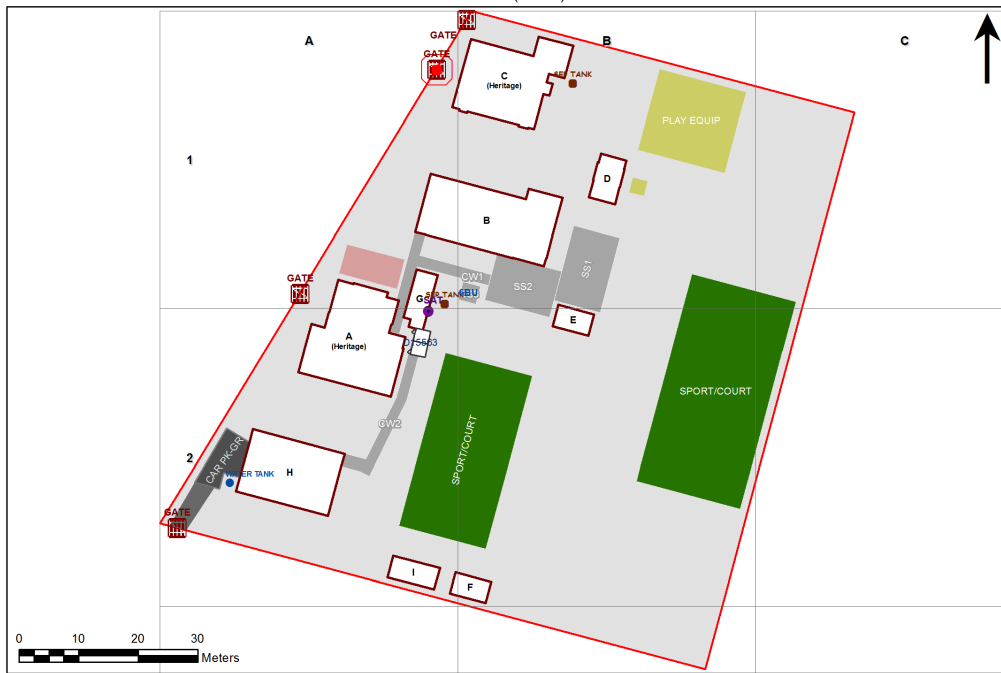 A
B
C
GATE
GATE
C
(Heritage)
SEP TANK
PLAY EQUIP
1
D
B
SS1
CW1
SS2
GATE
G
SAT
SEP TANK
E
A
(Heritage)
SPORT/COURT
CW2
SPORT/COURT
2
CAR PK-GR
WATER TANK
H
GATE
I
F
0 10 20 30
Meters